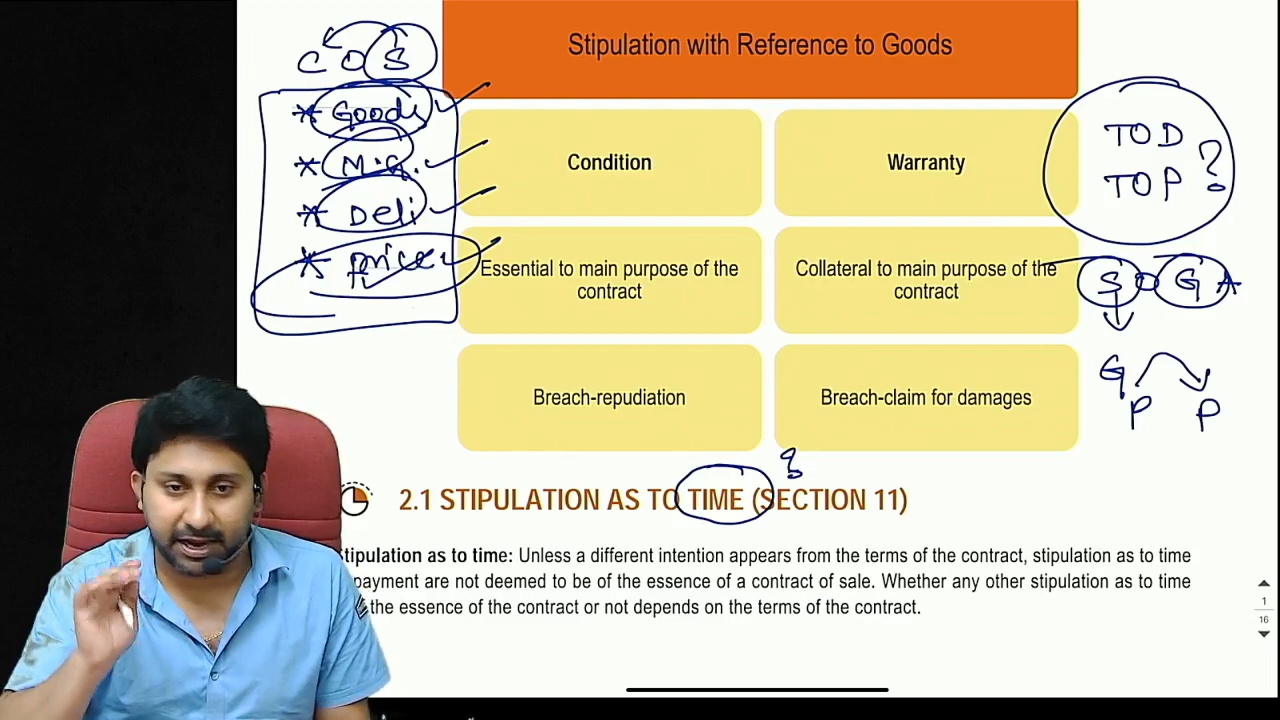 Stipulation with Reference to Goods
C O S
* Goods
* M.G.
* Deli
* price
Condition
Warranty
TOD
TOP ?
Essential to main purpose of the
contract
Collateral to main purpose of the
contract
S O G A
G
P P
Breach-repudiation
Breach-claim for damages
2.1 STIPULATION AS TO TIME (SECTION 11)
tipulation as to time: Unless a different intention appears from the terms of the contract, stipulation as to time
payment are not deemed to be of the essence of a contract of sale. Whether any other stipulation as to time
the essence of the contract or not depends on the terms of the contract.
1
16